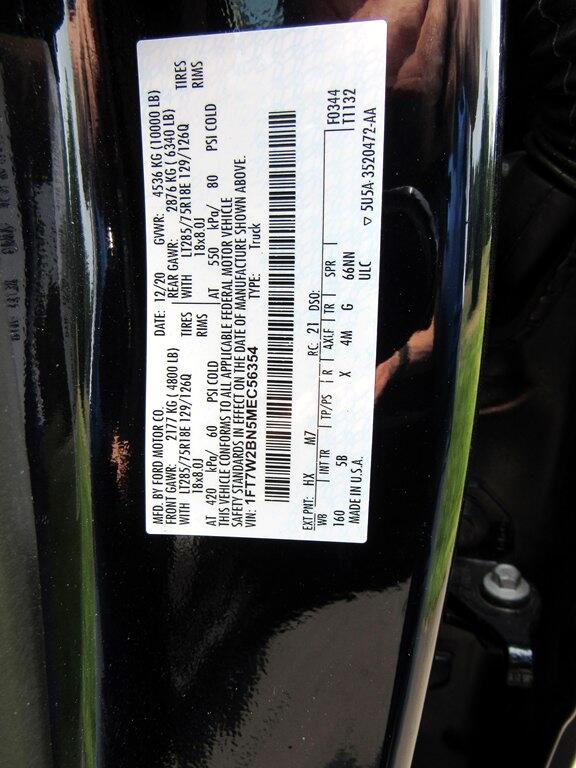 MFD. BY FORD MOTOR CO.
DATE: 12/20 GVWR: 4536 KG (10000 LB)
FRONT GAWR: 2177 KG ( 4800 LB) REAR GAWR: 2876 KG ( 6340 LB)
WITH LT285/75R18E 129/126Q TIRES WITH LT285/75R18E 129/126Q TIRES
18x8.0J RIMS 18x8.0J RIMS
AT 420 kPa/ 60 PSI COLD AT 550 kPa/ 80 PSI COLD
THIS VEHICLE CONFORMS TO ALL APPLICABLE FEDERAL MOTOR VEHICLE
SAFETY STANDARDS IN EFFECT ON THE DATE OF MANUFACTURE SHOWN ABOVE.
VIN: 1FT7W2BN5MEC56354 TYPE: Truck
F0344
T1132
EXT PNT: HX M7 RC: 21 DSO:
WB INT TR TP/PS R AXLE TR SPR
160 5B X 4M G 66NN
MADE IN U.S.A. ULC
▽ 5U5A-3520472-AA